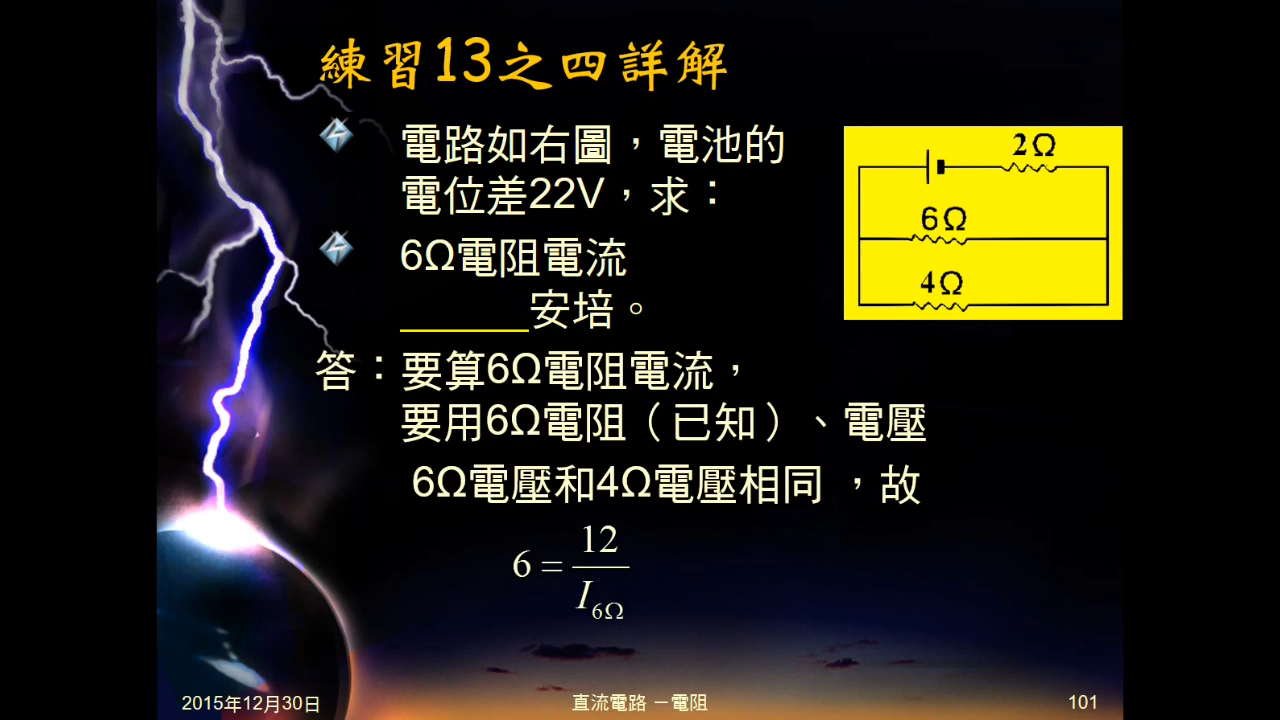 練習13之四詳解
電路如右圖，電池的
電位差22V，求：
6Ω電阻電流
______安培。
答：要算6Ω電阻電流，
要用6Ω電阻（已知）、電壓
6Ω電壓和4Ω電壓相同 ，故
6 = 12 / I6Ω
2Ω
6Ω
4Ω
2015年12月30日
直流電路 －電阻
101